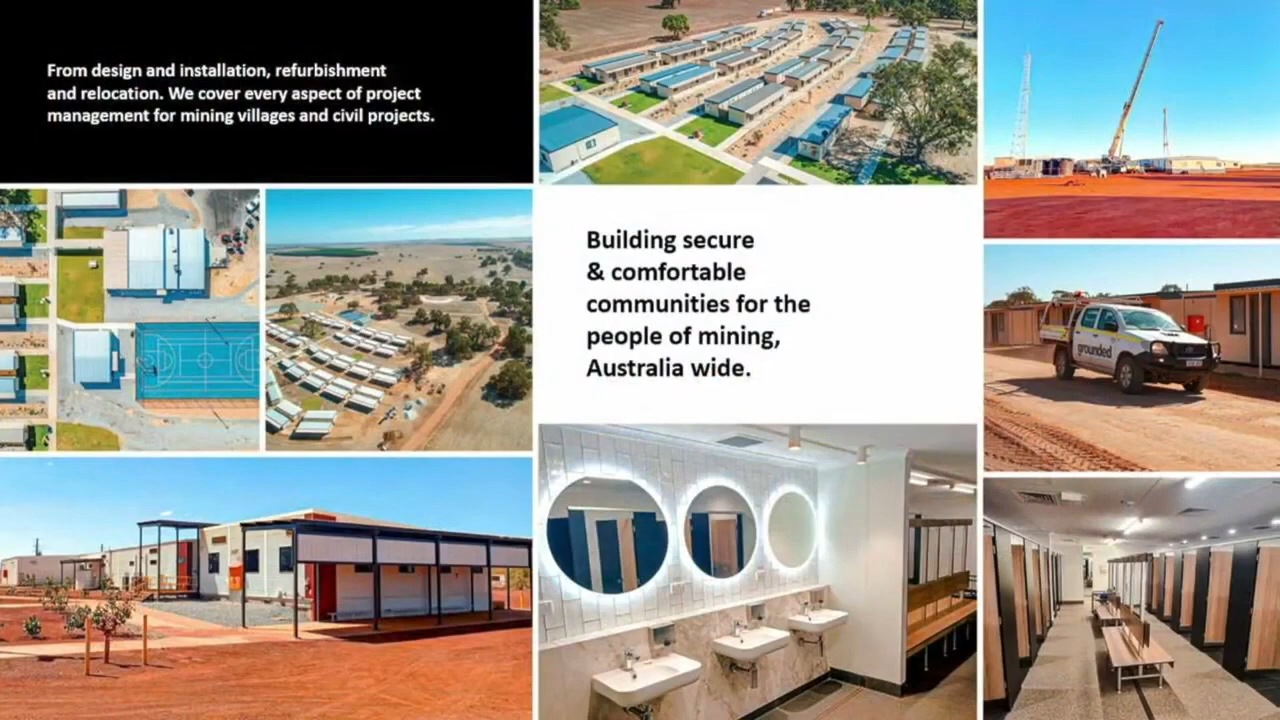 From design and installation, refurbishment
and relocation. We cover every aspect of project
management for mining villages and civil projects.
Building secure
& comfortable
communities for the
people of mining,
Australia wide.
grounded